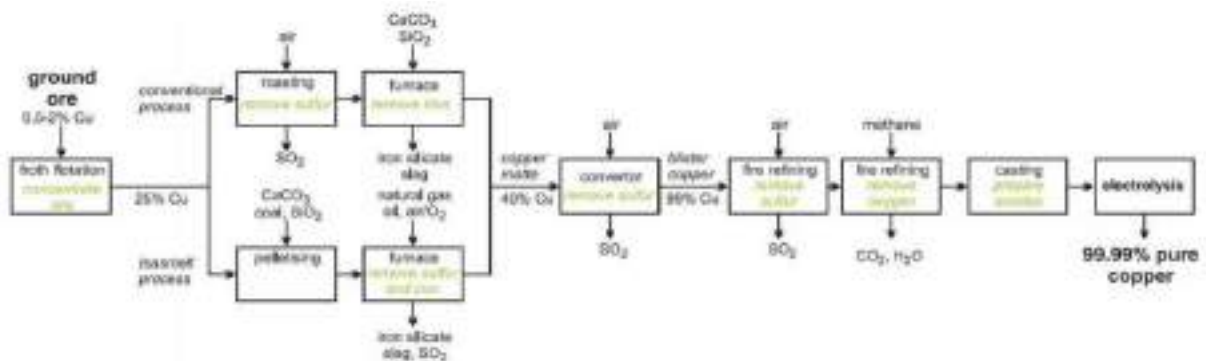 ground
ore
0.5-2% Cu
froth flotation
concentrate
ore
25% Cu
conventional
process
air
roasting
remove sulfur
SO2
CaCO3
SiO2
furnace
remove iron
iron silicate
slag
isasmelt
process
CaCO3
coal, SiO2
pelletising
natural gas
oil, air/O2
furnace
remove sulfur
and iron
iron silicate
slag, SO2
copper
matte
40% Cu
air
convertor
remove sulfur
SO2
blister
copper
98% Cu
air
fire refining
remove
sulfur
SO2
methane
fire refining
remove
oxygen
CO2, H2O
casting
prepare
anodes
electrolysis
99.99% pure
copper